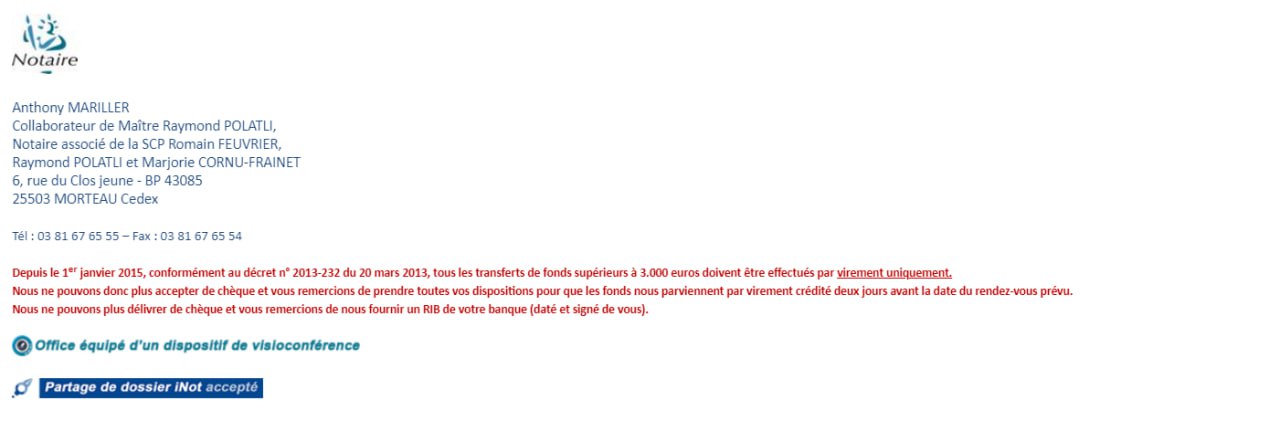 Notaire
Anthony MARILLER
Collaborateur de Maître Raymond POLATLI,
Notaire associé de la SCP Romain FEUVRIER,
Raymond POLATLI et Marjorie CORNU-FRAINET
6, rue du Clos jeune - BP 43085
25503 MORTEAU Cedex
Tél : 03 81 67 65 55 – Fax : 03 81 67 65 54
Depuis le 1er janvier 2015, conformément au décret n° 2013-232 du 20 mars 2013, tous les transferts de fonds supérieurs à 3.000 euros doivent être effectués par virement uniquement.
Nous ne pouvons donc plus accepter de chèque et vous remercions de prendre toutes vos dispositions pour que les fonds nous parviennent par virement crédité deux jours avant la date du rendez-vous prévu.
Nous ne pouvons plus délivrer de chèque et vous remercions de nous fournir un RIB de votre banque (daté et signé de vous).
Office équipé d'un dispositif de visioconférence
Partage de dossier iNot accepté